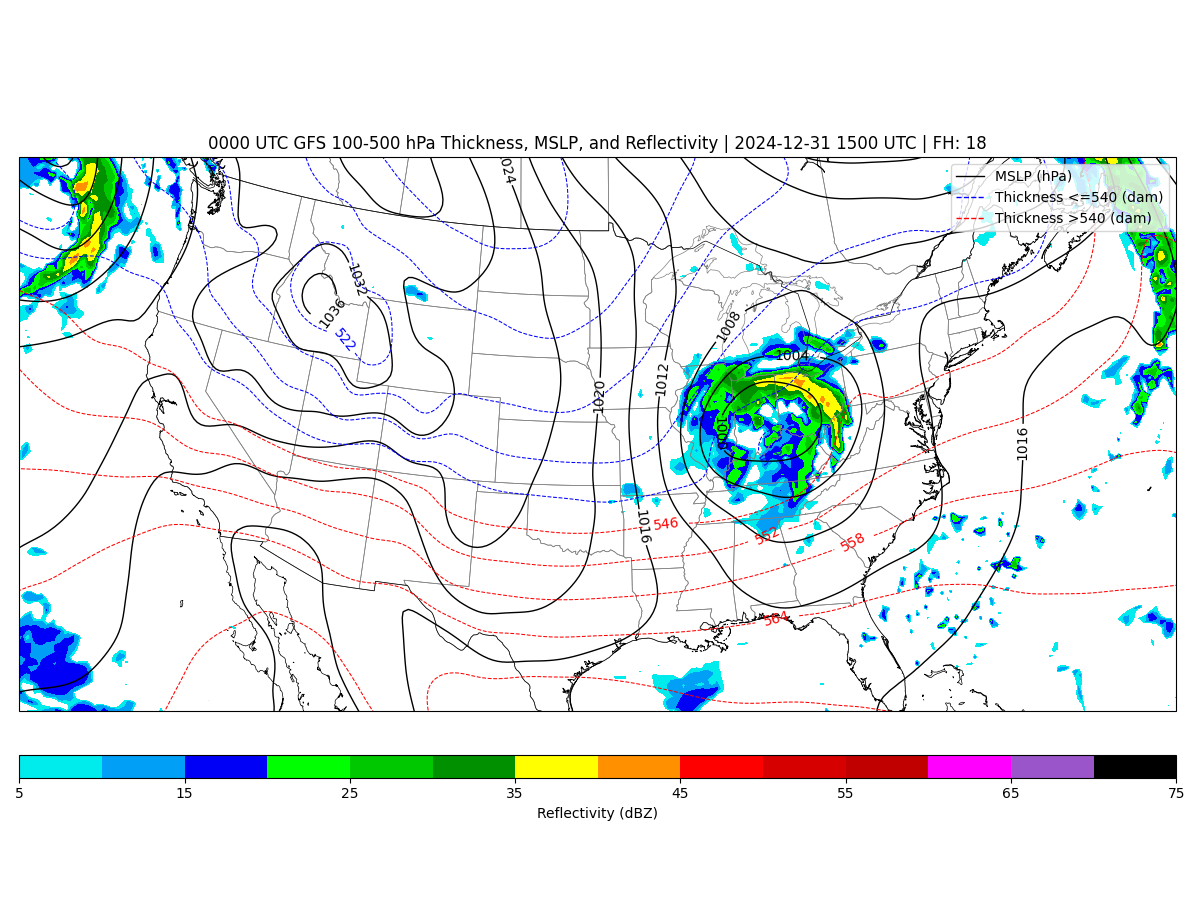 0000 UTC GFS 100-500 hPa Thickness, MSLP, and Reflectivity | 2024-12-31 1500 UTC | FH: 18
MSLP (hPa)
Thickness <=540 (dam)
Thickness >540 (dam)
1024
1032
1036
522
1008
1004
1012
1020
1016
1016
546
552
558
564
5 15 25 35 45 55 65 75
Reflectivity (dBZ)